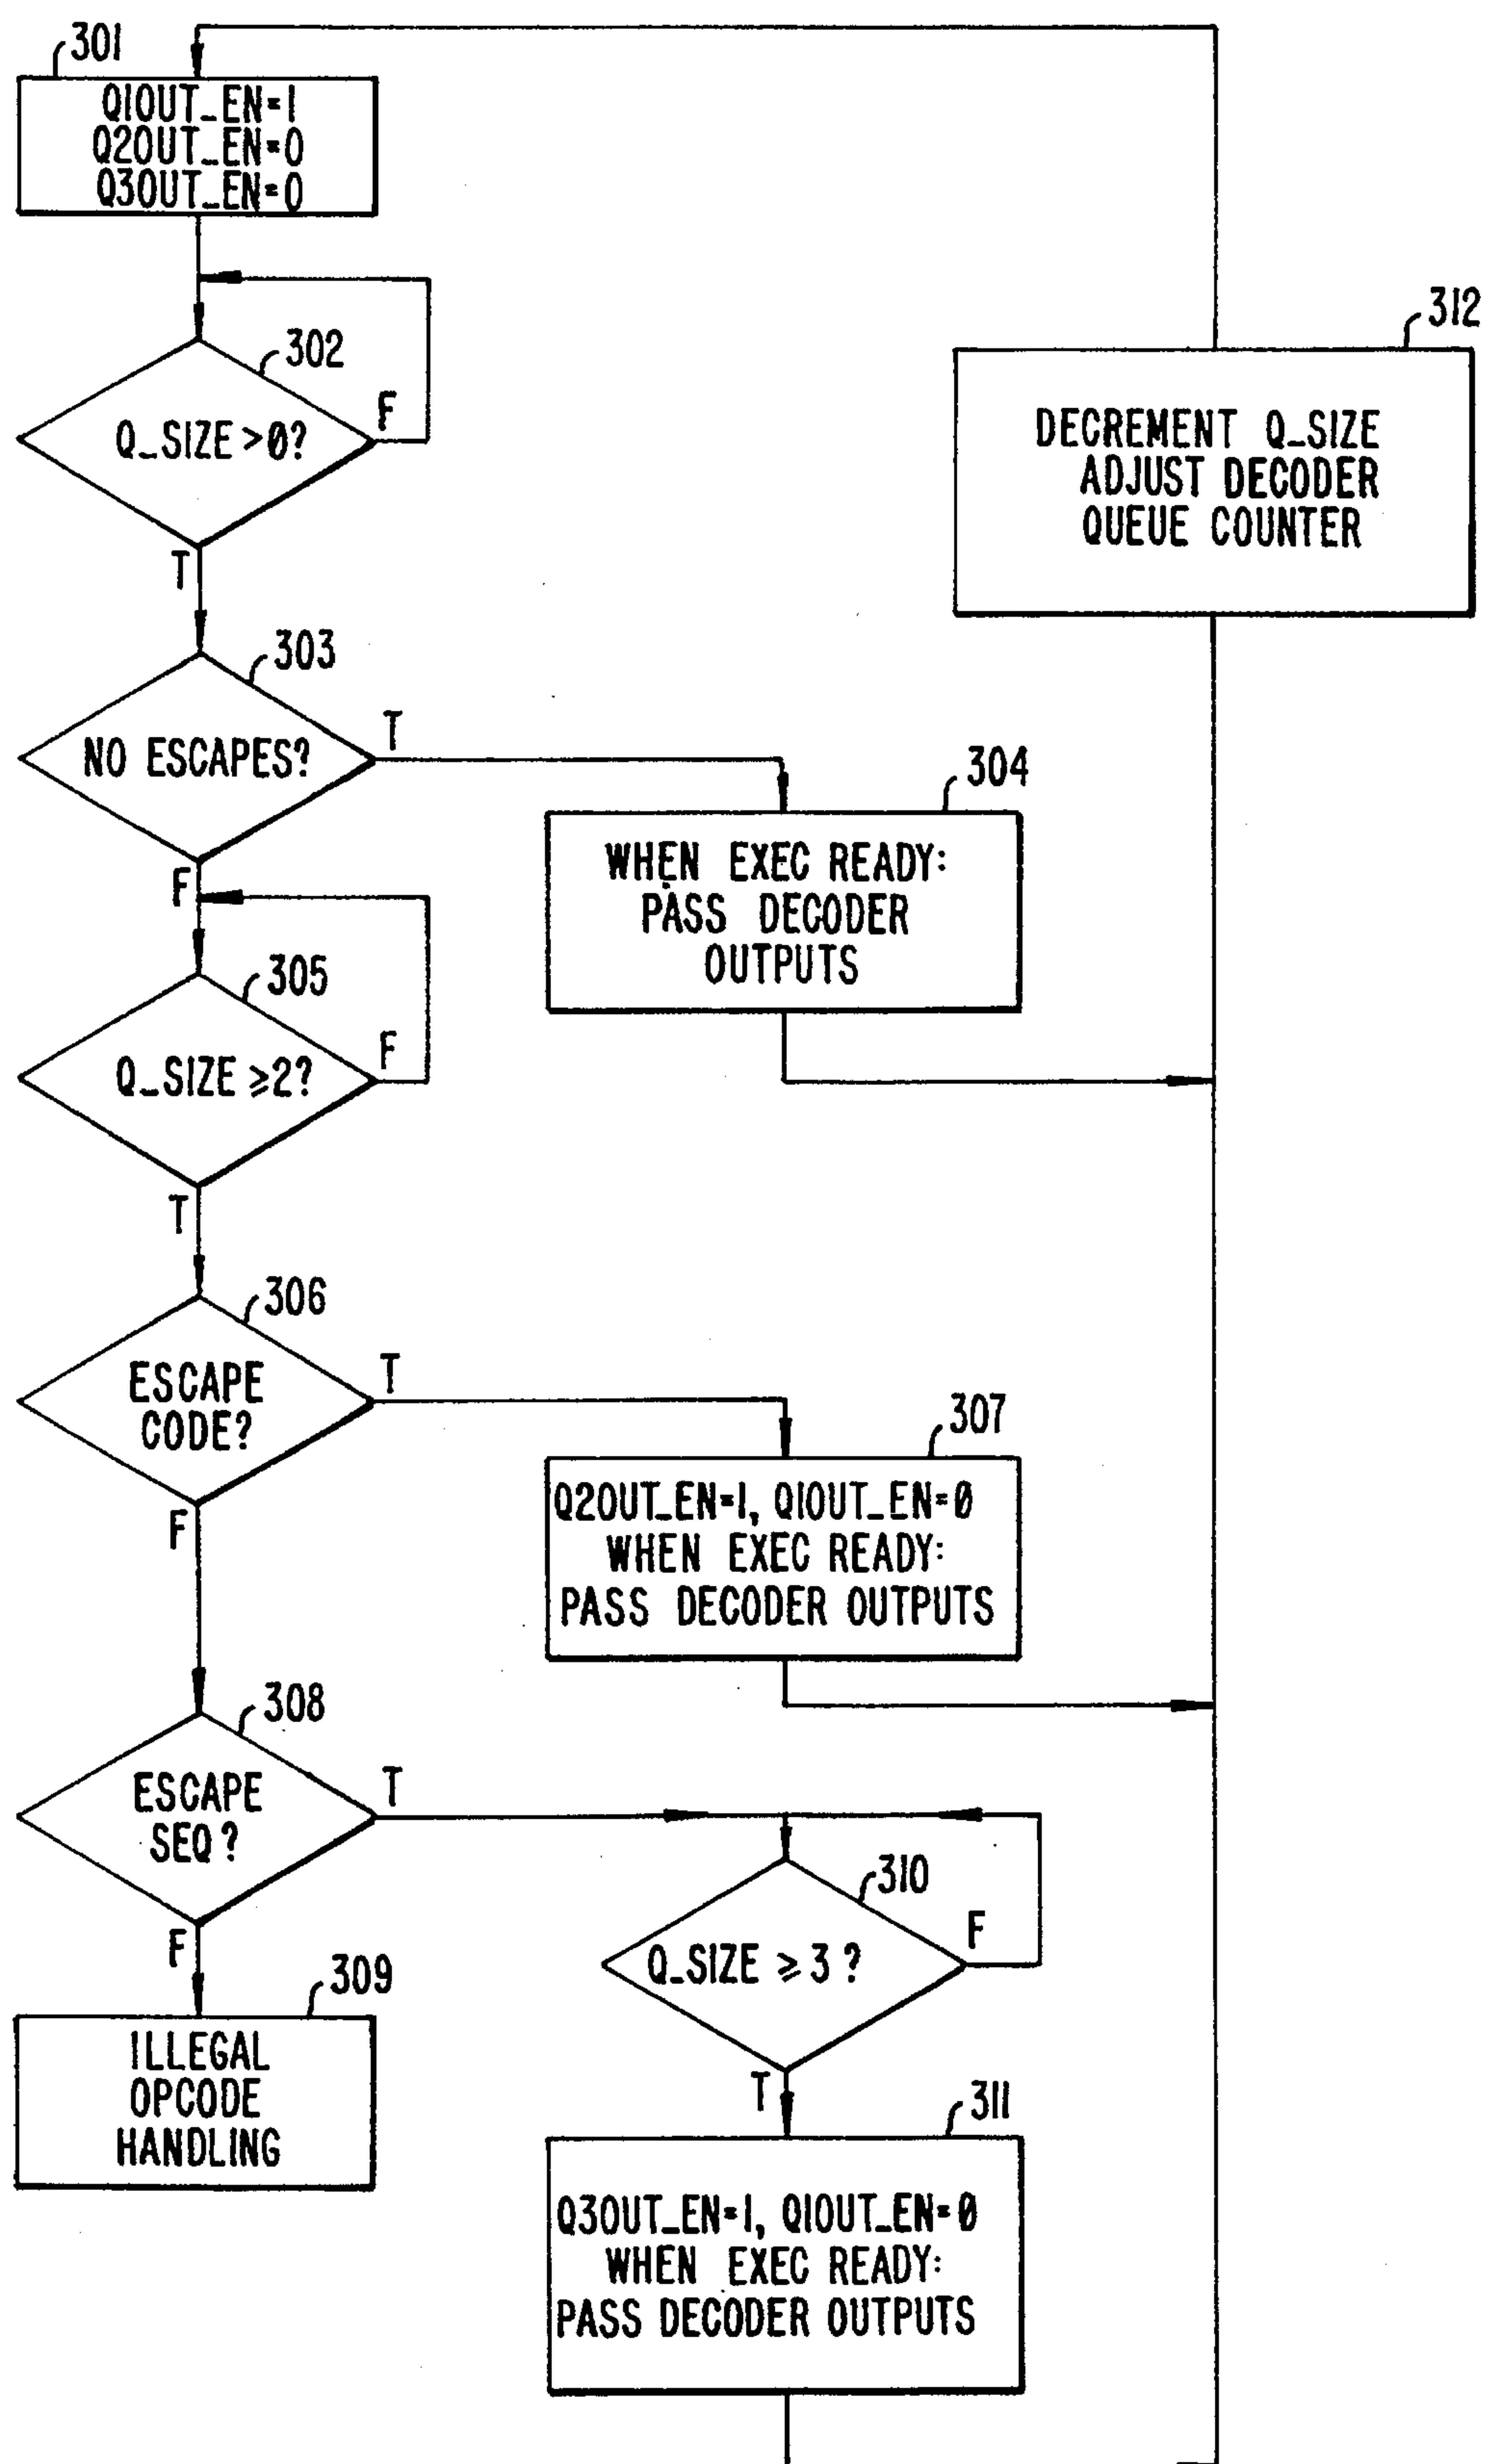 301
Q1OUT_EN=1
Q2OUT_EN=0
Q3OUT_EN=0
302
Q_SIZE >0?
F
T
312
DECREMENT Q_SIZE
ADJUST DECODER
QUEUE COUNTER
303
NO ESCAPES?
T
F
304
WHEN EXEC READY:
PASS DECODER
OUTPUTS
305
Q_SIZE ≥2?
F
T
306
ESCAPE
CODE?
T
F
307
Q2OUT_EN=1, Q1OUT_EN=0
WHEN EXEC READY:
PASS DECODER OUTPUTS
308
ESCAPE
SEQ?
T
F
310
Q_SIZE ≥ 3 ?
F
T
309
ILLEGAL
OPCODE
HANDLING
311
Q3OUT_EN=1, Q1OUT_EN=0
WHEN EXEC READY:
PASS DECODER OUTPUTS